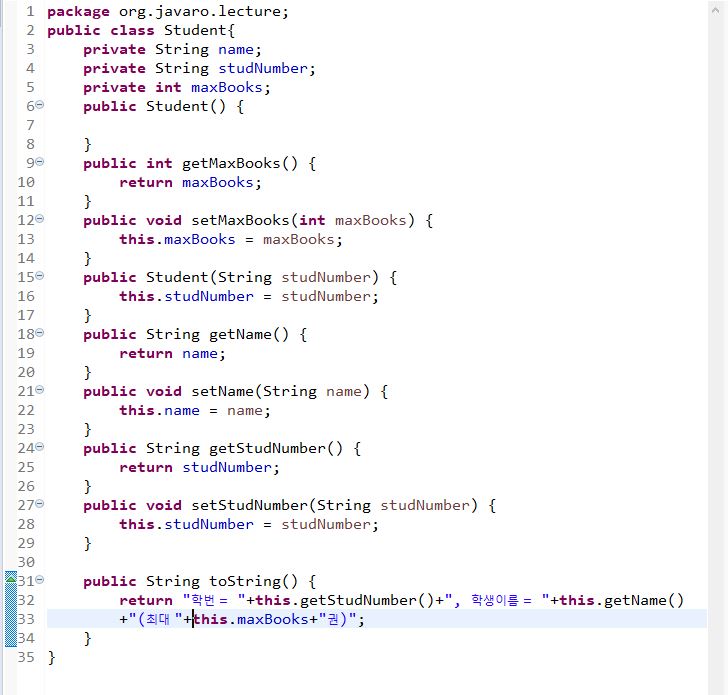 1 package org.javaro.lecture;
2 public class Student{
3     private String name;
4     private String studNumber;
5     private int maxBooks;
6     public Student() {
7
8     }
9     public int getMaxBooks() {
10         return maxBooks;
11     }
12     public void setMaxBooks(int maxBooks) {
13         this.maxBooks = maxBooks;
14     }
15     public Student(String studNumber) {
16         this.studNumber = studNumber;
17     }
18     public String getName() {
19         return name;
20     }
21     public void setName(String name) {
22         this.name = name;
23     }
24     public String getStudNumber() {
25         return studNumber;
26     }
27     public void setStudNumber(String studNumber) {
28         this.studNumber = studNumber;
29     }
30
31     public String toString() {
32         return "학번 = "+this.getStudNumber()+", 학생이름 = "+this.getName()
33         +"(최대 "+this.maxBooks+"권)";
34     }
35 }